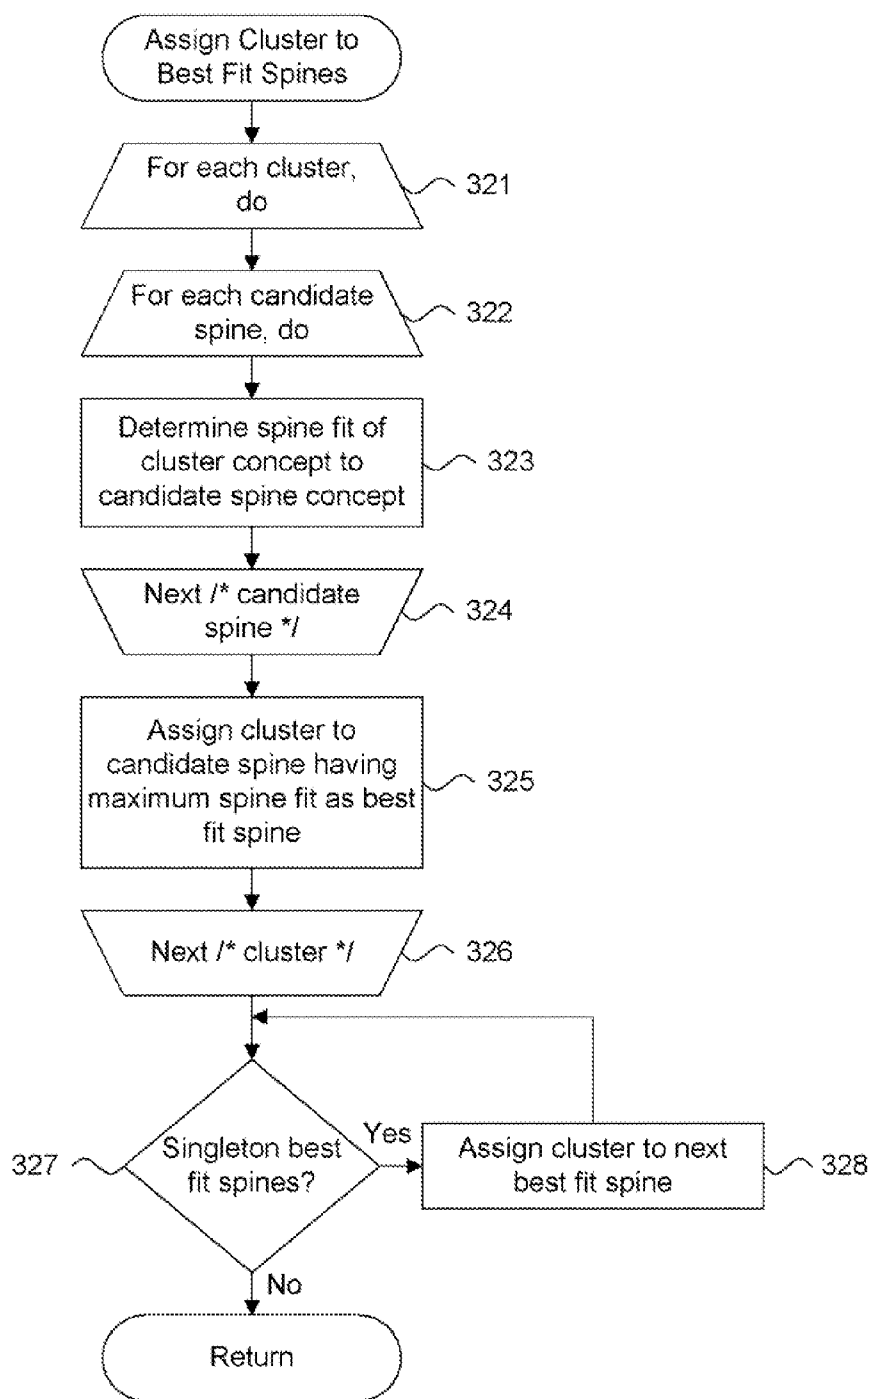 Assign Cluster to
Best Fit Spines
For each cluster,
do
321
For each candidate
spine, do
322
Determine spine fit of
cluster concept to
candidate spine concept
323
Next /* candidate
spine */
324
Assign cluster to
candidate spine having
maximum spine fit as best
fit spine
325
Next /* cluster */
326
327
Singleton best
fit spines?
Yes
Assign cluster to next
best fit spine
328
No
Return